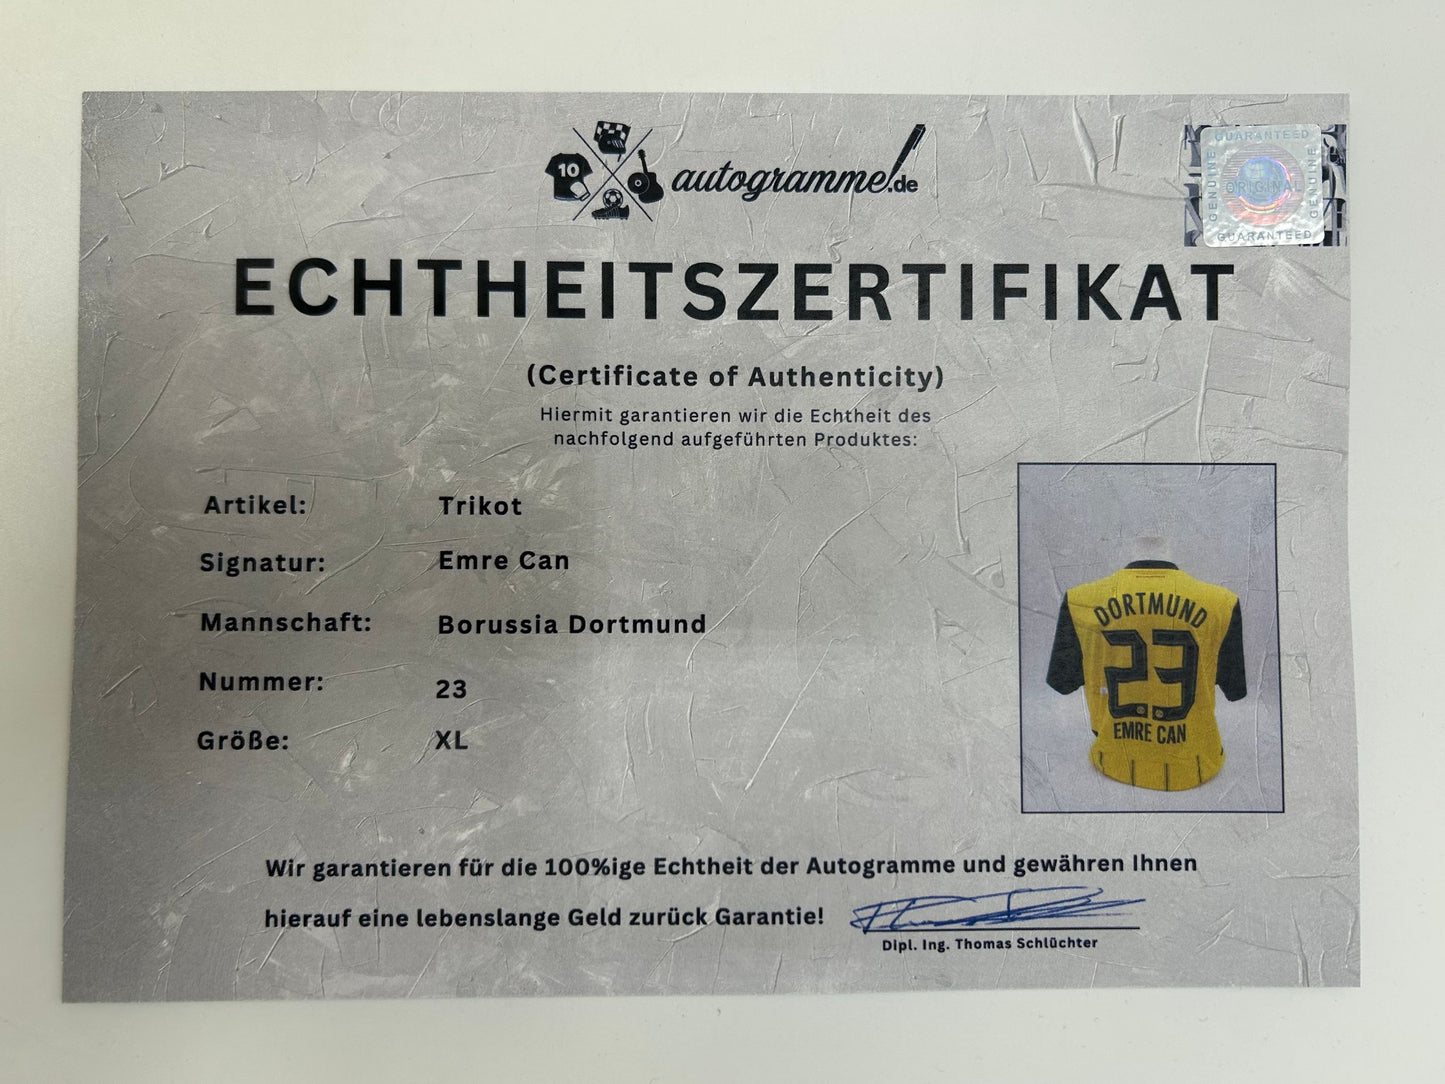 10
autogramme!.de
GUARANTEED
GENUINE
ORIGINAL
GENUINE
GUARANTEED
ECHTHEITSZERTIFIKAT
(Certificate of Authenticity)
Hiermit garantieren wir die Echtheit des
nachfolgend aufgeführten Produktes:
Artikel: Trikot
Signatur: Emre Can
Mannschaft: Borussia Dortmund
Nummer: 23
Größe: XL
DORTMUND
23
EMRE CAN
Wir garantieren für die 100%ige Echtheit der Autogramme und gewähren Ihnen
hierauf eine lebenslange Geld zurück Garantie!
Dipl. Ing. Thomas Schlüchter